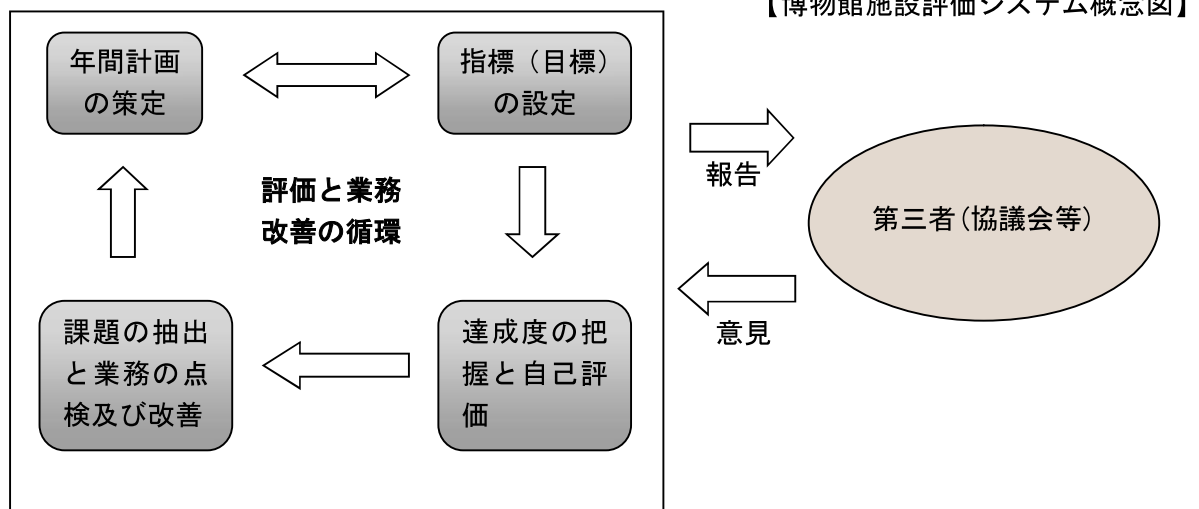 【博物館施設評価システム概念図】
年間計画
の策定
指標（目標）
の設定
評価と業務
改善の循環
報告
第三者(協議会等)
意見
課題の抽出
と業務の点
検及び改善
達成度の把
握と自己評
価